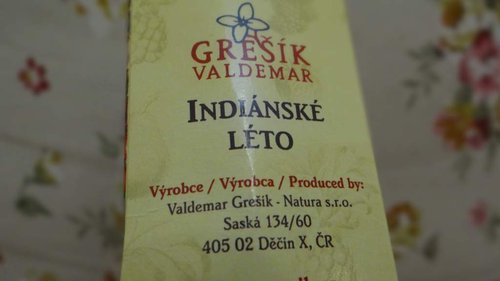 GREŠÍK
VALDEMAR
INDIÁNSKÉ
LÉTO
Výrobce / Výrobca / Produced by:
Valdemar Grešík - Natura s.r.o.
Saská 134/60
405 02 Děčín X, ČR